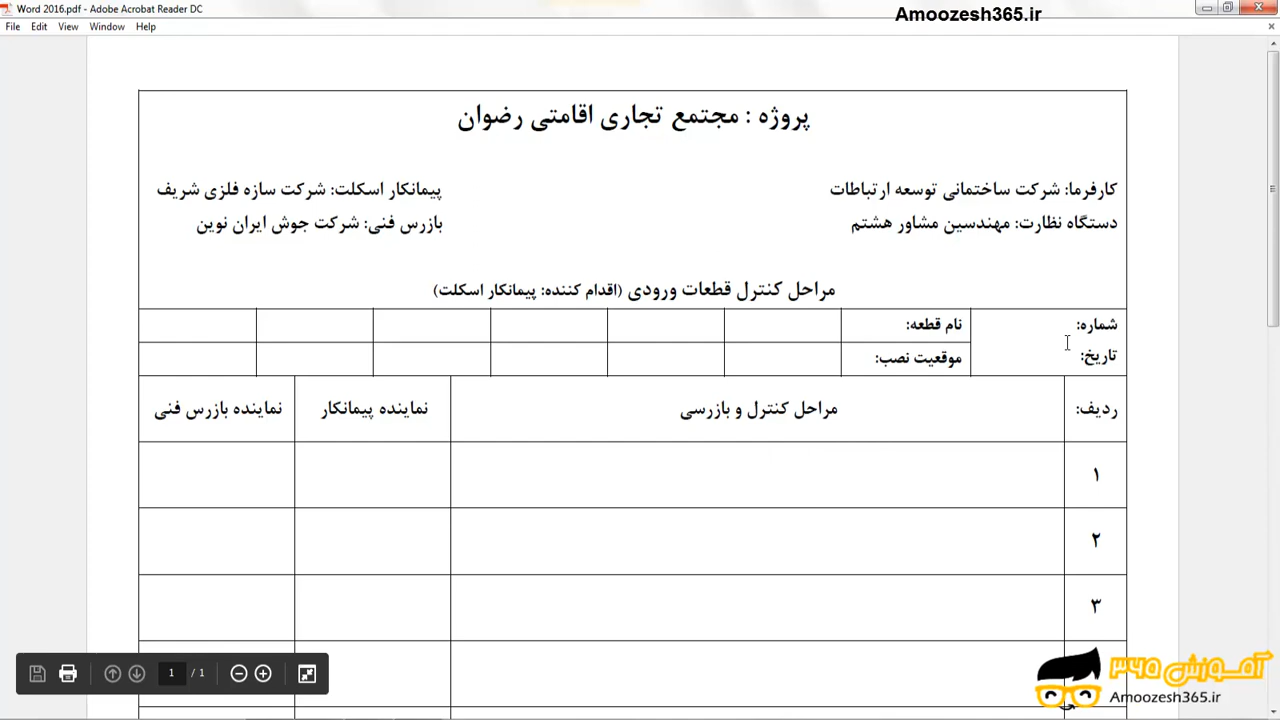 Word 2016.pdf - Adobe Acrobat Reader DC
Amoozesh365.ir
File Edit View Window Help
پروژه : مجتمع تجاری اقامتی رضوان
کارفرما: شرکت ساختمانی توسعه ارتباطات
پیمانکار اسکلت: شرکت سازه فلزی شریف
دستگاه نظارت: مهندسین مشاور هشتم
بازرس فنی: شرکت جوش ایران نوین
مراحل کنترل قطعات ورودی (اقدام کننده: پیمانکار اسکلت)
شماره:
نام قطعه:
تاریخ:
موقعیت نصب:
ردیف:
مراحل کنترل و بازرسی
نماینده پیمانکار
نماینده بازرس فنی
۱
۲
۳
1 / 1
آموزش ۳۶۵
Amoozesh365.ir